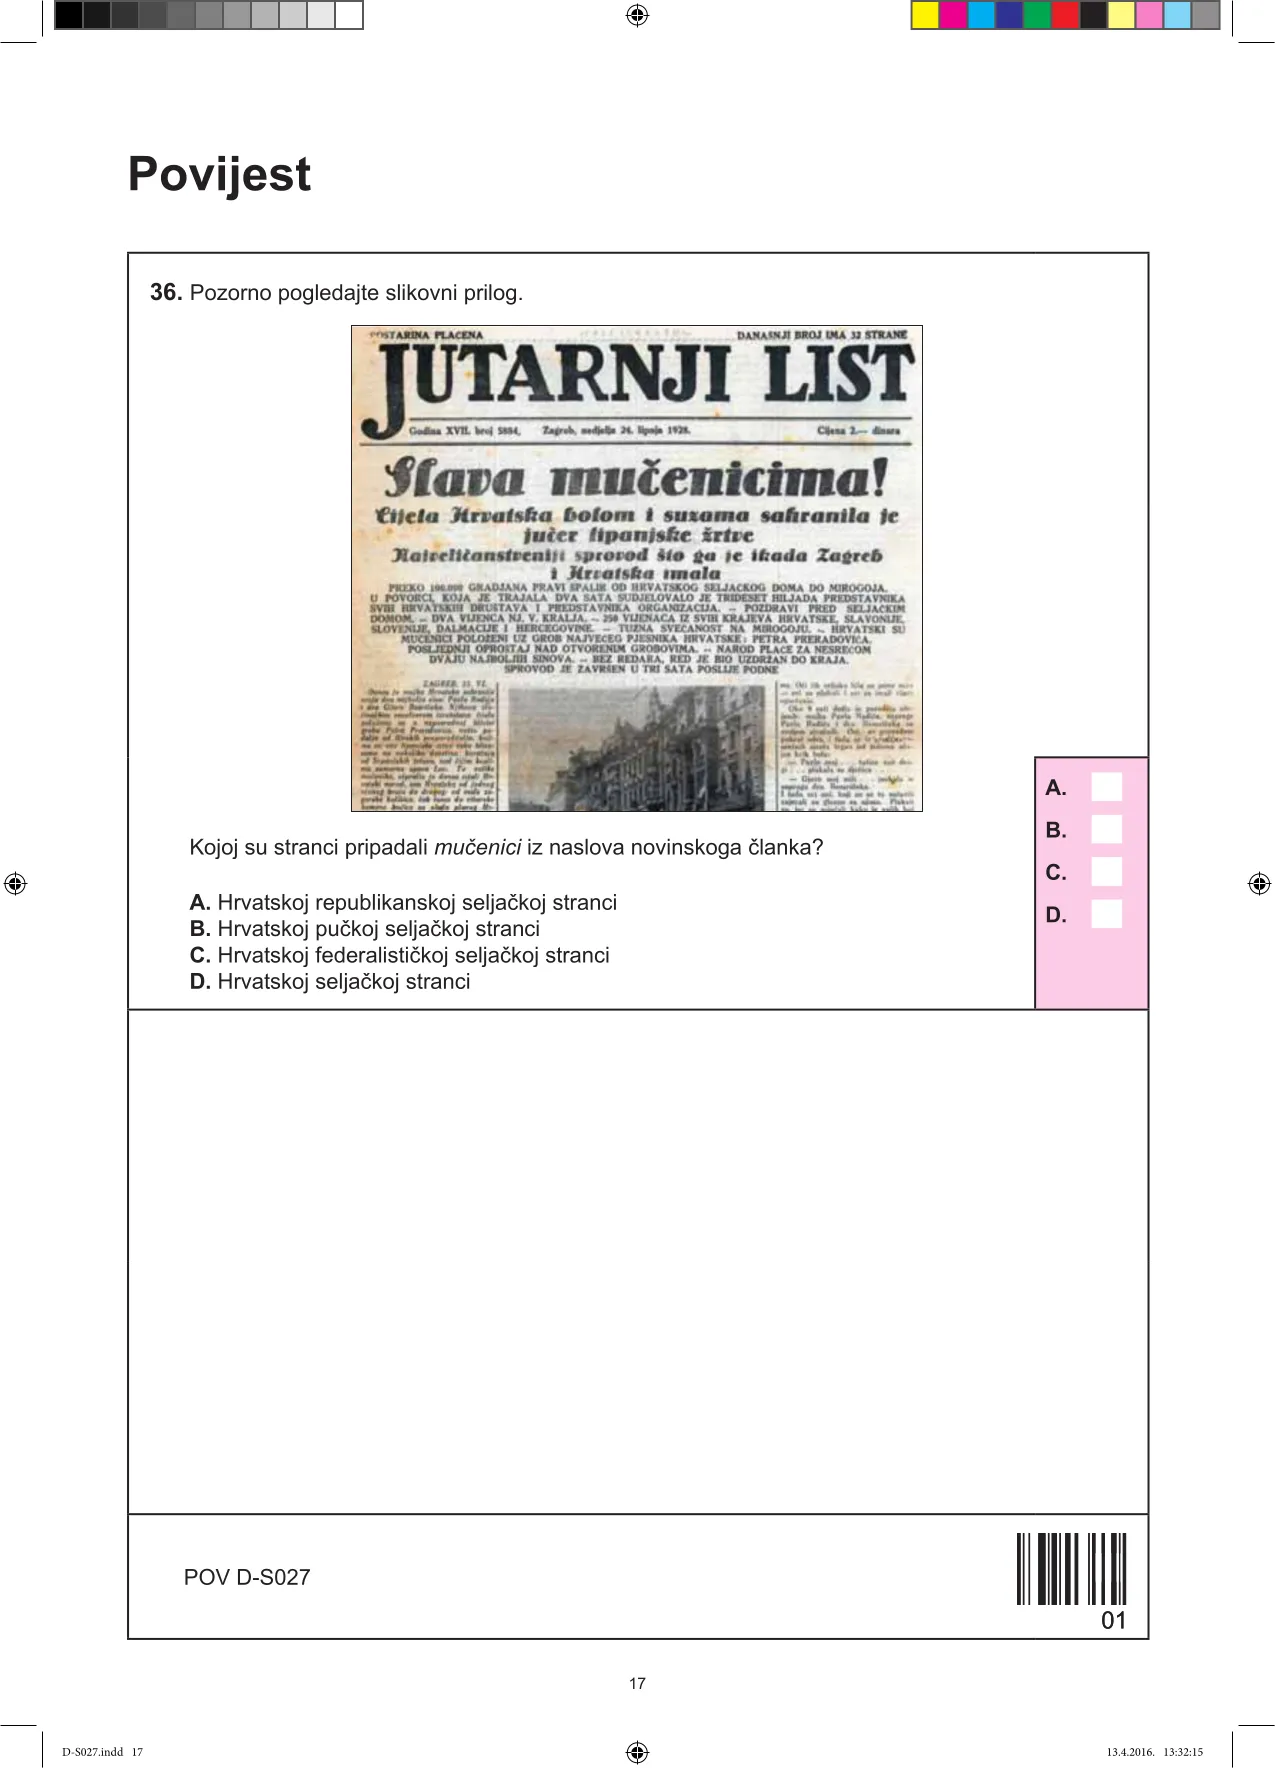 Povijest
36. Pozorno pogledajte slikovni prilog.
POSTARINA PLAĆENA
DANAŠNJI BROJ IMA 32 STRANE
JUTARNJI LIST
Godina XVII. broj 5884.
Zagreb, nedjelja 24. lipnja 1928.
Cijena 2.— dinara
Slava mučenicima!
Cijela Hrvatska bolom i suzama sahranila je
jučer lipanjske žrtve
Najveličanstveniji sprovod što ga je ikada Zagreb
i Hrvatska imala
PREKO 100.000 GRADJANA PRAVI ŠPALIR OD HRVATSKOG SELJAČKOG DOMA DO MIROGOJA.
U POVORCI, KOJA JE TRAJALA DVA SATA SUDJELOVALO JE TRIDESET HILJADA PREDSTAVNIKA
SVIH HRVATSKIH DRUŠTAVA I PREDSTAVNIKA ORGANIZACIJA. — POZDRAVI PRED SELJAČKIM
DOMOM. — DVA VIJENCA NJ. V. KRALJA. — 250 VIJENACA IZ SVIH KRAJEVA HRVATSKE, SLAVONIJE,
SLOVENIJE, DALMACIJE I HERCEGOVINE. — TUŽNA SVEČANOST NA MIROGOJU. — HRVATSKI SU
MUČENICI POLOŽENI UZ GROB NAJVEĆEG PJESNIKA HRVATSKE: PETRA PRERADOVIĆA.
POSLJEDNJI OPROŠTAJ NAD OTVORENIM GROBOVIMA. — NAROD PLAČE ZA NESREĆOM
DVAJU NAJBOLJIH SINOVA. — BEZ REDARA, RED JE BIO UZDRŽAN DO KRAJA.
SPROVOD JE ZAVRŠEN U TRI SATA POSLIJE PODNE
Kojoj su stranci pripadali mučenici iz naslova novinskoga članka?
A. Hrvatskoj republikanskoj seljačkoj stranci
B. Hrvatskoj pučkoj seljačkoj stranci
C. Hrvatskoj federalističkoj seljačkoj stranci
D. Hrvatskoj seljačkoj stranci
A.
B.
C.
D.
POV D-S027
01
17
D-S027.indd 17
13.4.2016. 13:32:15